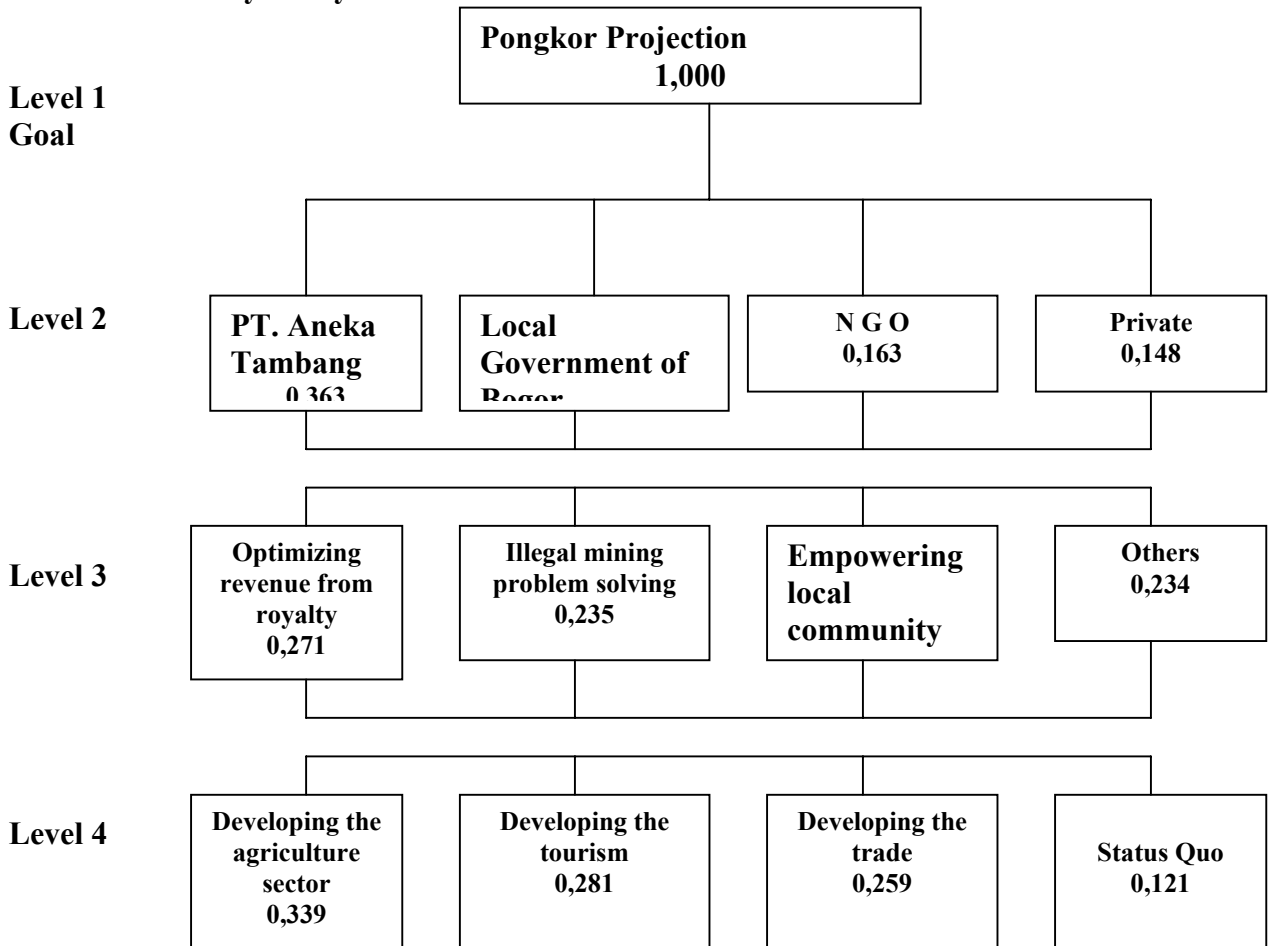 Pongkor Projection
1,000
Level 1
Goal
Level 2
PT. Aneka
Tambang
0,363
Local
Government of
Bogor
N G O
0,163
Private
0,148
Level 3
Optimizing
revenue from
royalty
0,271
Illegal mining
problem solving
0,235
Empowering
local
community
Others
0,234
Level 4
Developing the
agriculture
sector
0,339
Developing the
tourism
0,281
Developing the
trade
0,259
Status Quo
0,121